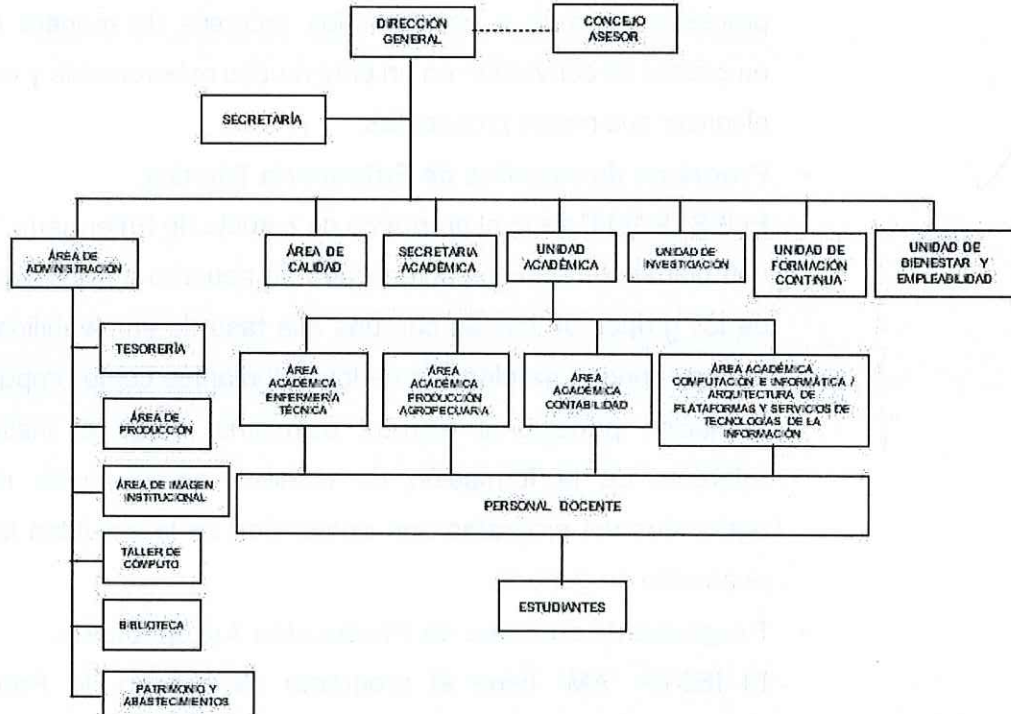 DIRECCIÓN
GENERAL
CONCEJO
ASESOR
SECRETARÍA
ÁREA DE
ADMINISTRACIÓN
ÁREA DE
CALIDAD
SECRETARIA
ACADÉMICA
UNIDAD
ACADÉMICA
UNIDAD DE
INVESTIGACIÓN
UNIDAD DE
FORMACIÓN
CONTINUA
UNIDAD DE
BIENESTAR Y
EMPLEABILIDAD
TESORERÍA
ÁREA DE
PRODUCCIÓN
ÁREA DE IMAGEN
INSTITUCIONAL
TALLER DE
CÓMPUTO
BIBLIOTECA
PATRIMONIO Y
ABASTECIMIENTOS
ÁREA
ACADÉMICA
ENFERMERÍA
TÉCNICA
ÁREA
ACADÉMICA
PRODUCCIÓN
AGROPECUARIA
ÁREA
ACADÉMICA
CONTABILIDAD
ÁREA ACADÉMICA
COMPUTACIÓN E INFORMÁTICA /
ARQUITECTURA DE
PLATAFORMAS Y SERVICIOS DE
TECNOLOGÍAS DE LA
INFORMACIÓN
PERSONAL DOCENTE
ESTUDIANTES